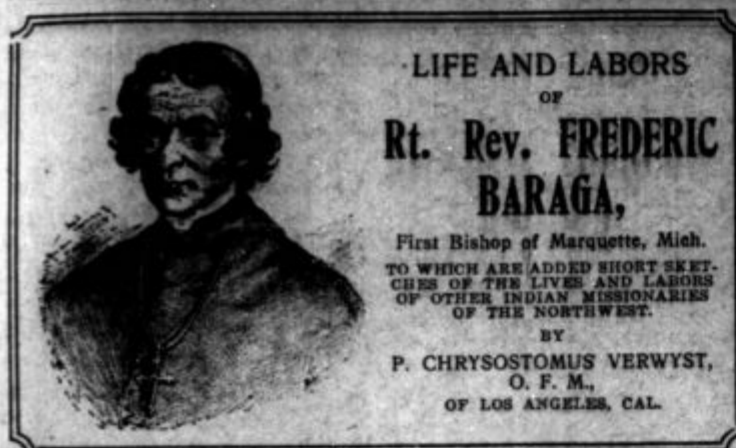 LIFE AND LABORS
OF
Rt. Rev. FREDERIC
BARAGA,
First Bishop of Marquette, Mich.
TO WHICH ARE ADDED SHORT SKET-
CHES OF THE LIVES AND LABORS
OF OTHER INDIAN MISSIONARIES
OF THE NORTHWEST.
BY
P. CHRYSOSTOMUS VERWYST,
O. F. M.,
OF LOS ANGELES, CAL.